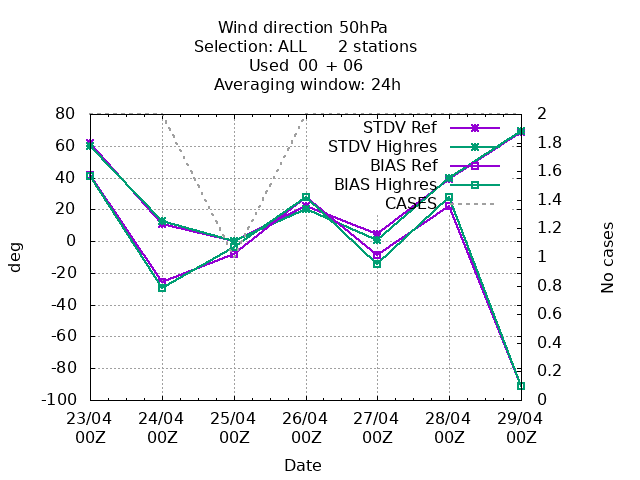 Wind direction 50hPa
Selection: ALL 2 stations
Used 00 + 06
Averaging window: 24h
80
60
40
20
0
-20
-40
-60
-80
-100
deg
STDV Ref
STDV Highres
BIAS Ref
BIAS Highres
CASES
2
1.8
1.6
1.4
1.2
1
0.8
0.6
0.4
0.2
0
No cases
23/04 24/04 25/04 26/04 27/04 28/04 29/04
00Z 00Z 00Z 00Z 00Z 00Z 00Z
Date